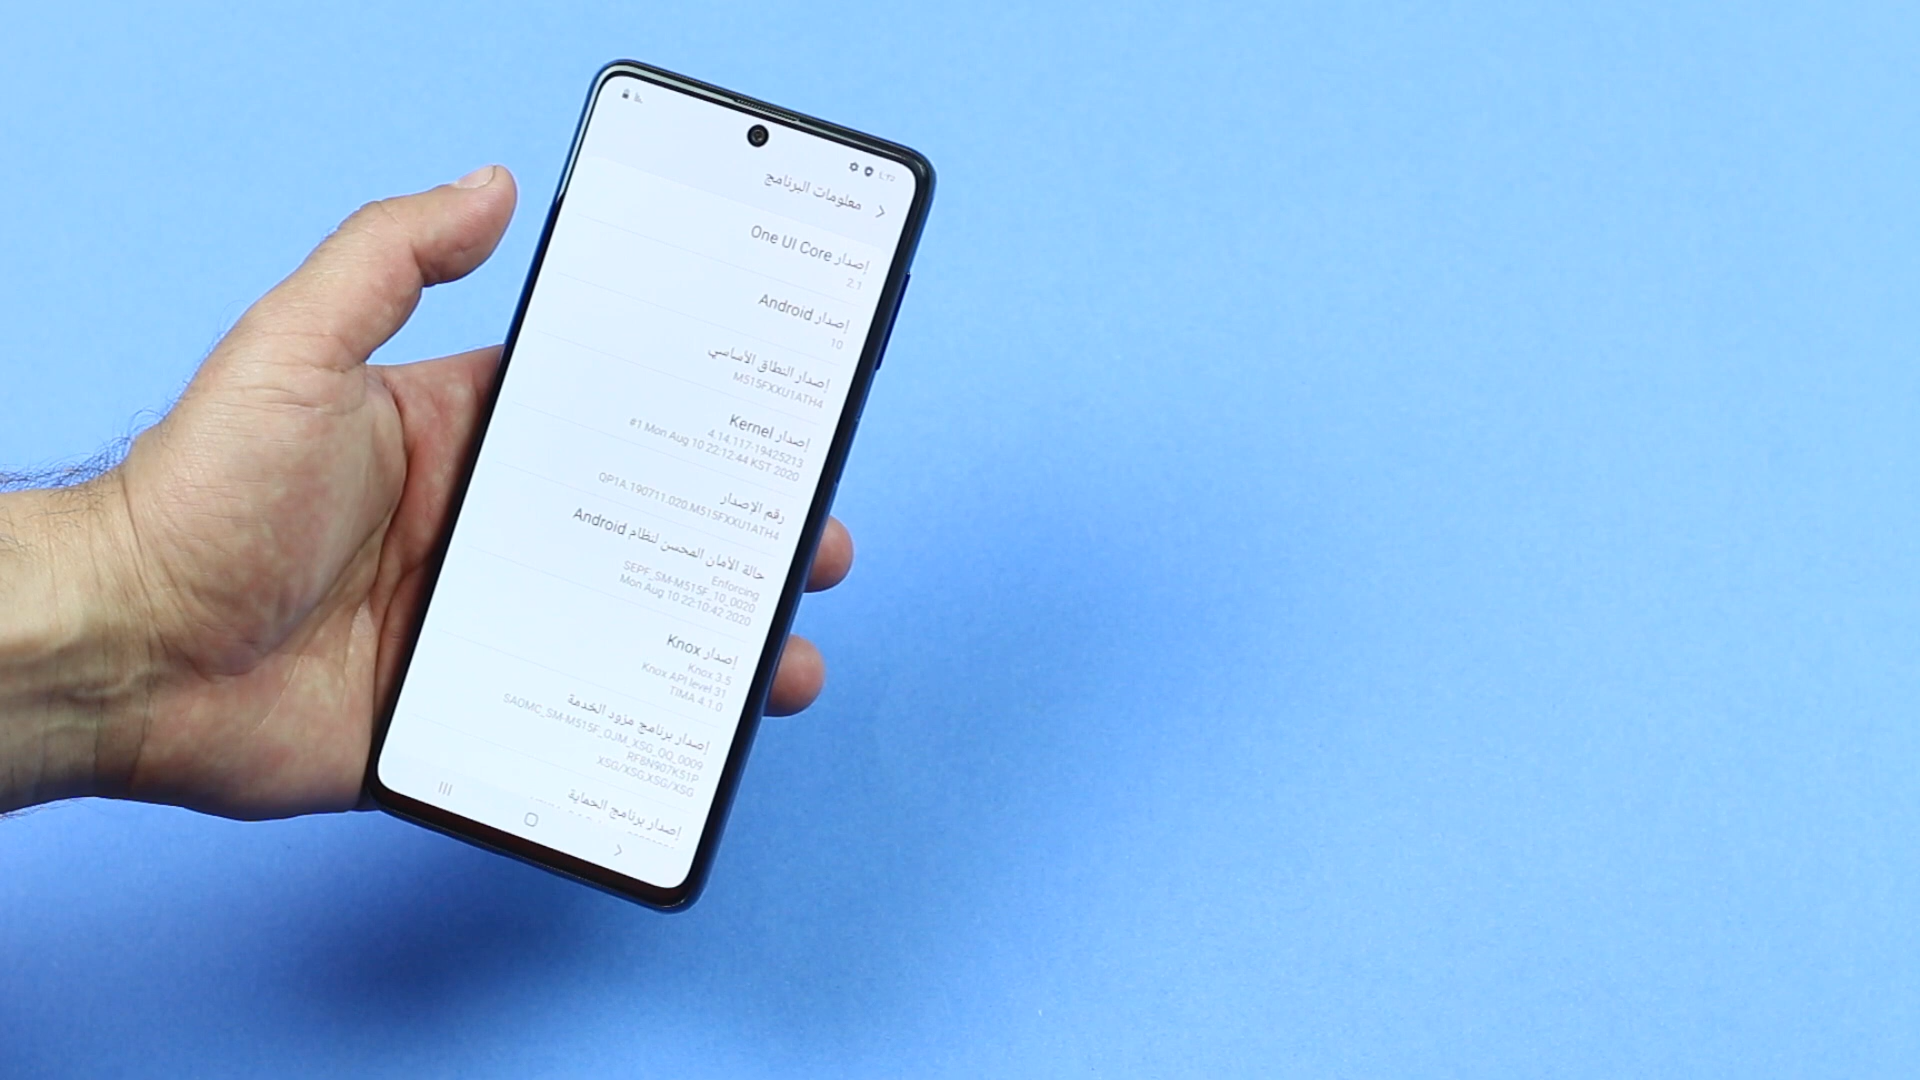 معلومات البرنامج
إصدار One UI Core
2.1
إصدار Android
10
إصدار النطاق الأساسي
M515FXXU1ATH4
إصدار Kernel
4.14.117-19425213
#1 Mon Aug 10 22:12:44 KST 2020
رقم الإصدار
QP1A.190711.020.M515FXXU1ATH4
حالة الأمان المحسن لنظام Android
Enforcing
SEPF_SM-M515F_10_0020
Mon Aug 10 22:10:42 2020
إصدار Knox
Knox 3.5
Knox API level 31
TIMA 4.1.0
إصدار برنامج مزود الخدمة
SAOMC_SM-M515F_OJM_XSG_QQ_0009
RF8N907K51P
XSG/XSG,XSG/XSG
إصدار برنامج الحماية